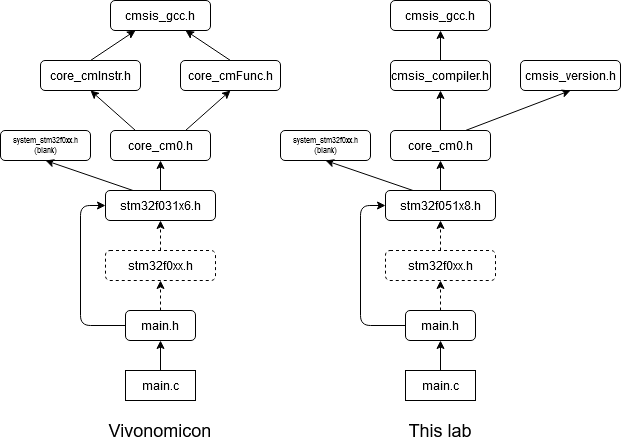 cmsis_gcc.h
core_cmInstr.h
core_cmFunc.h
system_stm32f0xx.h
(blank)
core_cm0.h
stm32f031x6.h
stm32f0xx.h
main.h
main.c
Vivonomicon
cmsis_gcc.h
cmsis_compiler.h
cmsis_version.h
system_stm32f0xx.h
(blank)
core_cm0.h
stm32f051x8.h
stm32f0xx.h
main.h
main.c
This lab